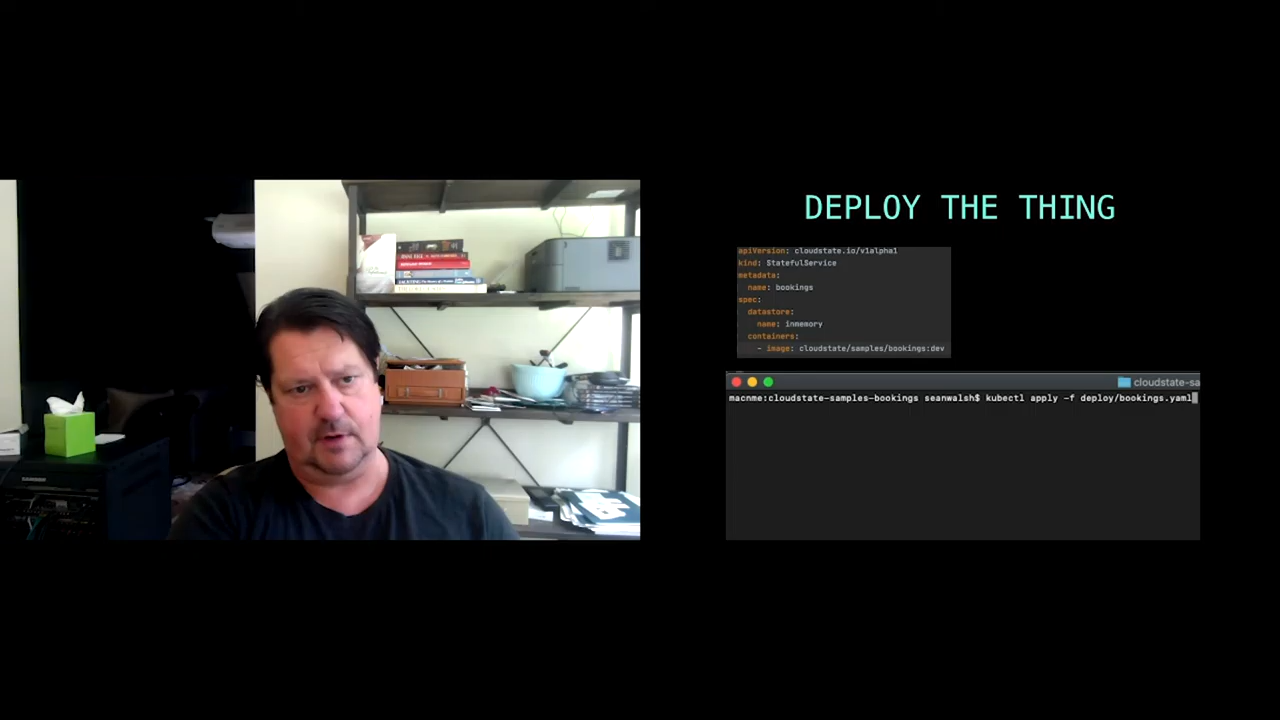 DEPLOY THE THING
apiVersion: cloudstate.io/v1alpha1
kind: StatefulService
metadata:
name: bookings
spec:
datastore:
name: inmemory
containers:
- image: cloudstate/samples/bookings:dev
cloudstate-sa
macnme:cloudstate-samples-bookings seanwalsh$ kubectl apply -f deploy/bookings.yaml
SAMSUNG